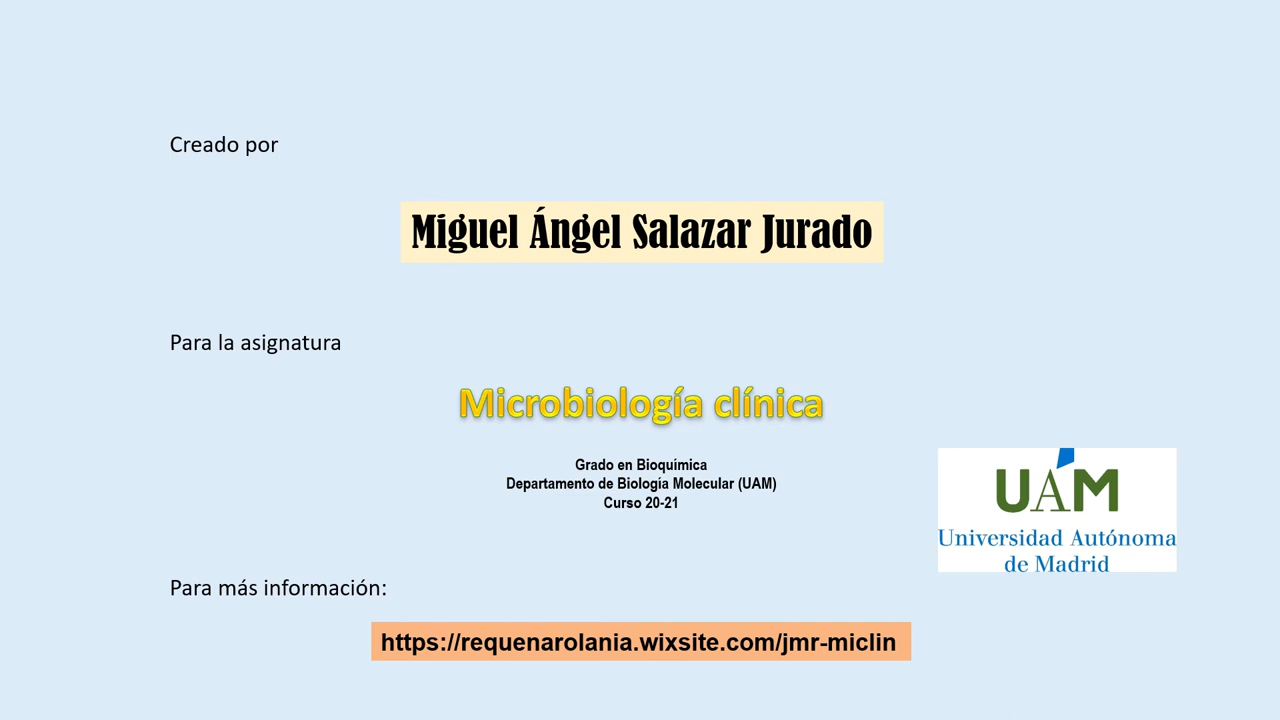 Creado por
Miguel Ángel Salazar Jurado
Para la asignatura
Microbiología clínica
Grado en Bioquímica
Departamento de Biología Molecular (UAM)
Curso 20-21
UAM
Universidad Autónoma
de Madrid
Para más información:
https://requenarolania.wixsite.com/jmr-miclin